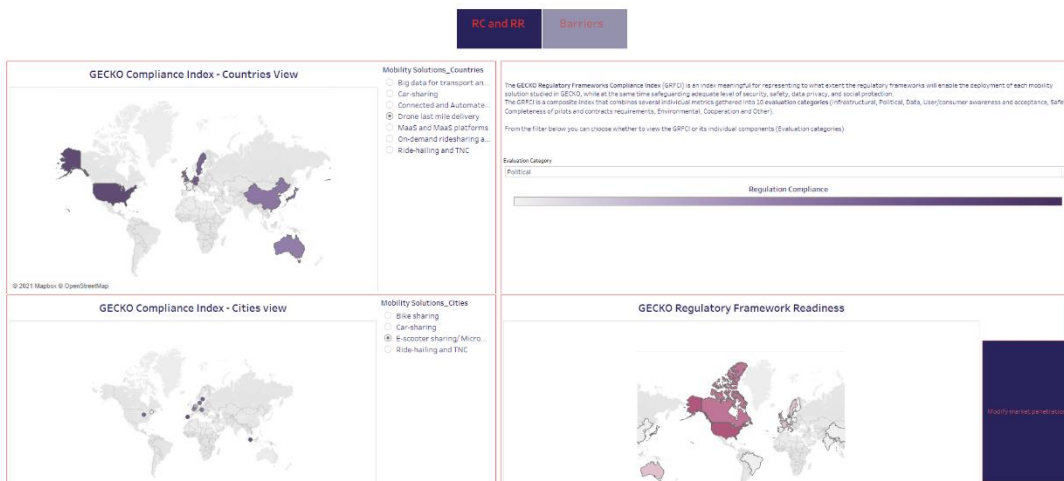 RC and RR
Barriers
GECKO Compliance Index - Countries View
Mobility Solutions_Countries
Big data for transport an...
Car-sharing
Connected and Automate...
Drone last mile delivery
MaaS and MaaS platforms
On-demand ridesharing a...
Ride-hailing and TNC
© 2021 Mapbox © OpenStreetMap
The GECKO Regulatory Frameworks Compliance Index (GRFCI) is an index meaningful for representing to what extent the regulatory frameworks will enable the deployment of each mobility
solution studied in GECKO, while at the same time safeguarding adequate level of security, safety, data privacy, and social protection.
The GRFCI is a composite index that combines several individual metrics gathered into 10 evaluation categories (Infrastructural, Political, Data, User/consumer awareness and acceptance, Safe
Completeness of pilots and contracts requirements, Environmental, Cooperation and Other).
From the filter below you can choose whether to view the GRFCI or its individual components (Evaluation categories)
Evaluation Category
Political
Regulation Compliance
GECKO Compliance Index - Cities view
Mobility Solutions_Cities
Bike sharing
Car-sharing
E-scooter sharing/ Micro...
Ride-hailing and TNC
GECKO Regulatory Framework Readiness
Modify market penetration